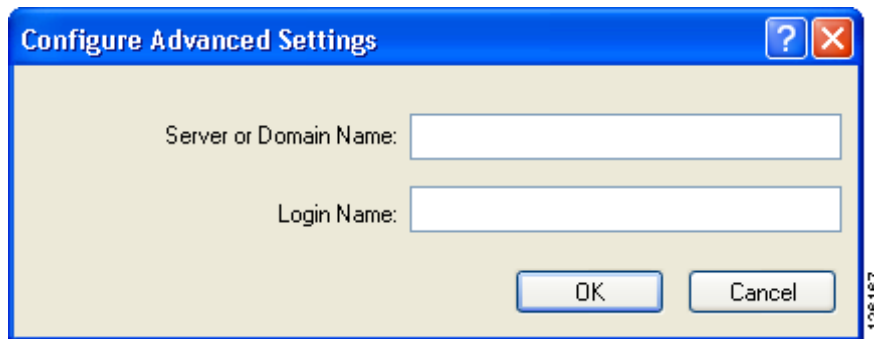 Configure Advanced Settings
?
Server or Domain Name:
Login Name:
OK
Cancel